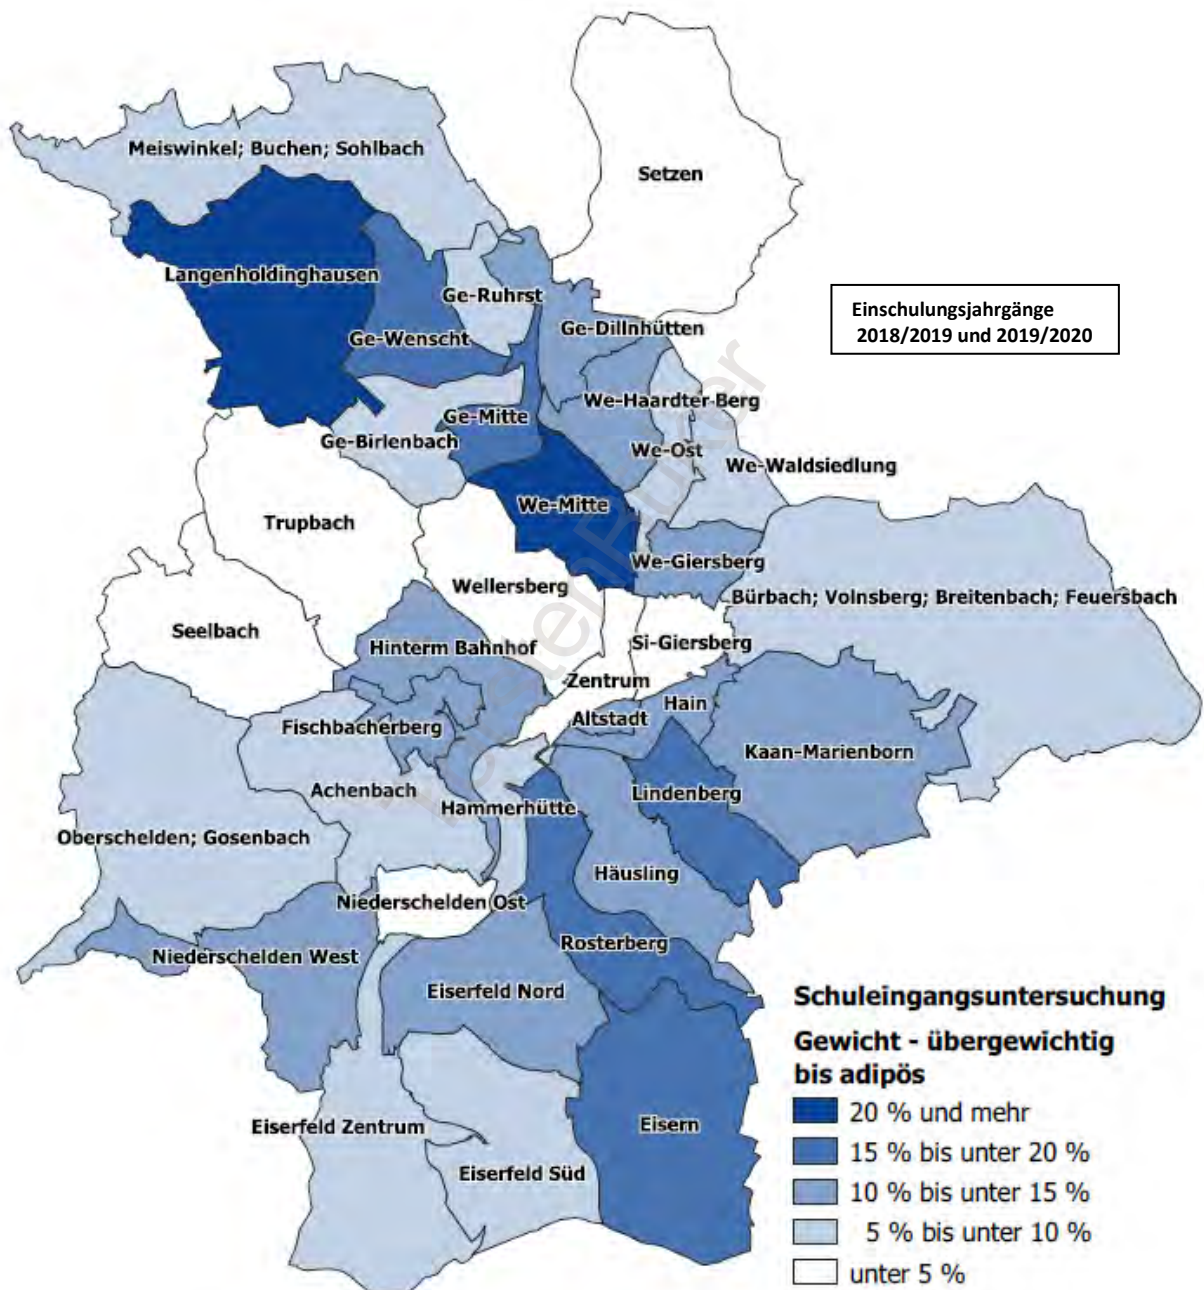 Setzen
Meiswinkel; Buchen; Sohlbach
Langenholdinghausen
Ge-Ruhrst
Einschulungsjahrgänge
2018/2019 und 2019/2020
Ge-Dillnhütten
Ge-Wenscht
We-Haardter-Berg
Ge-Mitte
Ge-Birlenbach
We-Ost
We-Waldsiedlung
We-Mitte
Trupbach
We-Giersberg
Wellersberg
Bürbach; Volnsberg; Breitenbach; Feuersbach
Seelbach
Si-Giersberg
Hinterm Bahnhof
Zentrum
Hain
Altstadt
Fischbacherberg
Kaan-Marienborn
Achenbach
Lindenberg
Hammerhütte
Oberschelden; Gosenbach
Häusling
Niederschelden Ost
Rosterberg
Niederschelden West
Eiserfeld Nord
Eiserfeld Zentrum
Eisern
Eiserfeld Süd
Schuleingangsuntersuchung
Gewicht - übergewichtig
bis adipös
20 % und mehr
15 % bis unter 20 %
10 % bis unter 15 %
5 % bis unter 10 %
unter 5 %